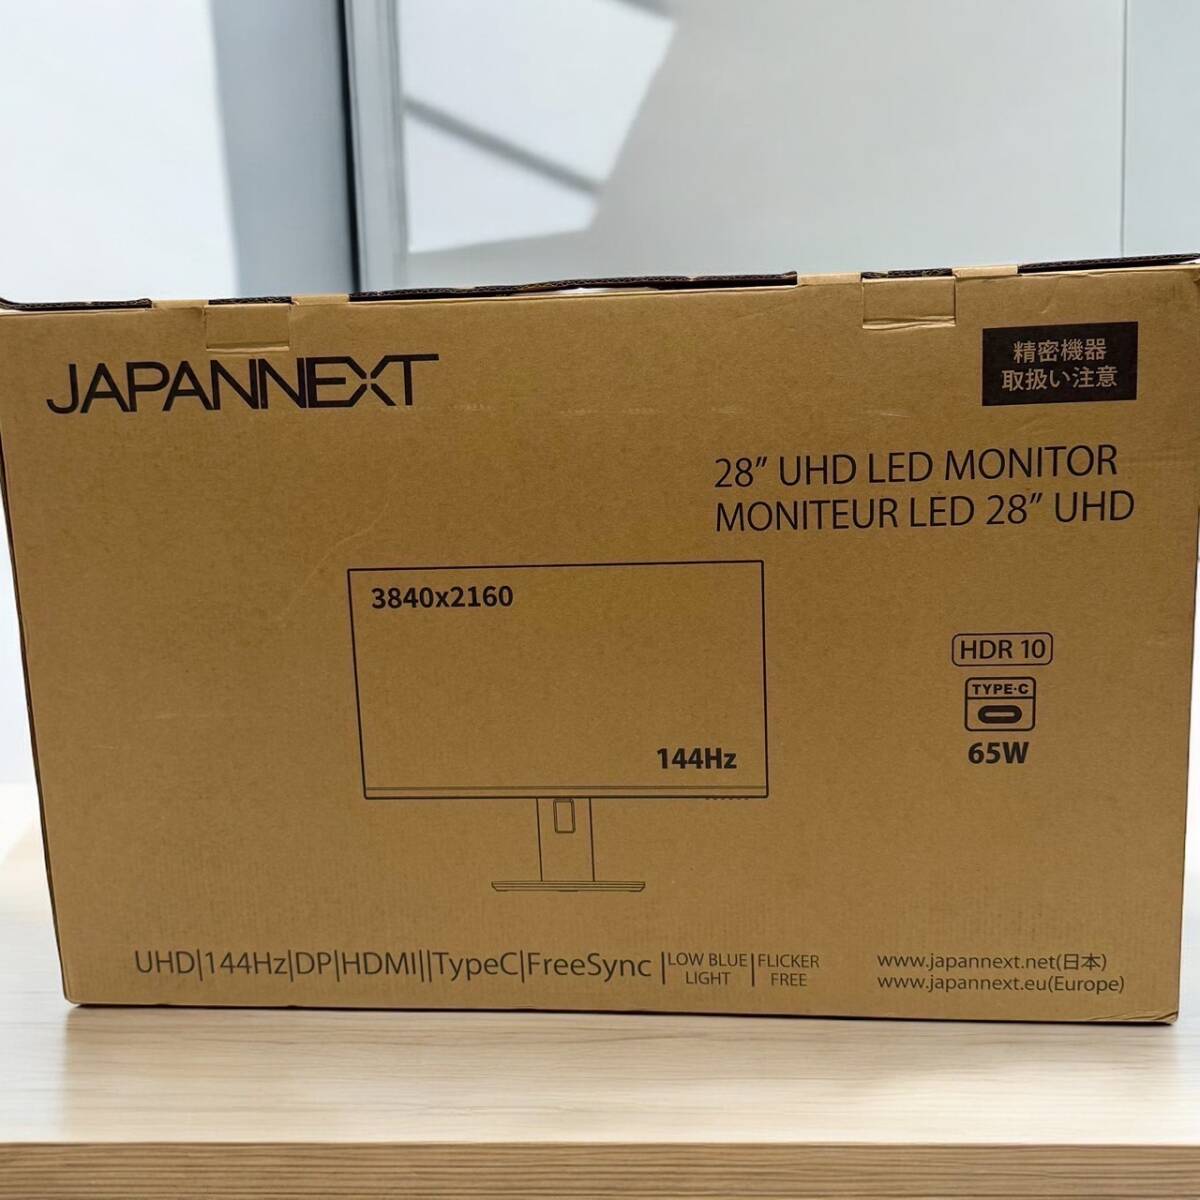 JAPANNEXT
精密機器
取扱い注意
28" UHD LED MONITOR
MONITEUR LED 28" UHD
3840x2160
144Hz
HDR 10
TYPE-C
65W
UHD|144Hz|DP|HDMI||TypeC|FreeSync
LOW BLUE
LIGHT
FLICKER
FREE
www.japannext.net(日本)
www.japannext.eu(Europe)